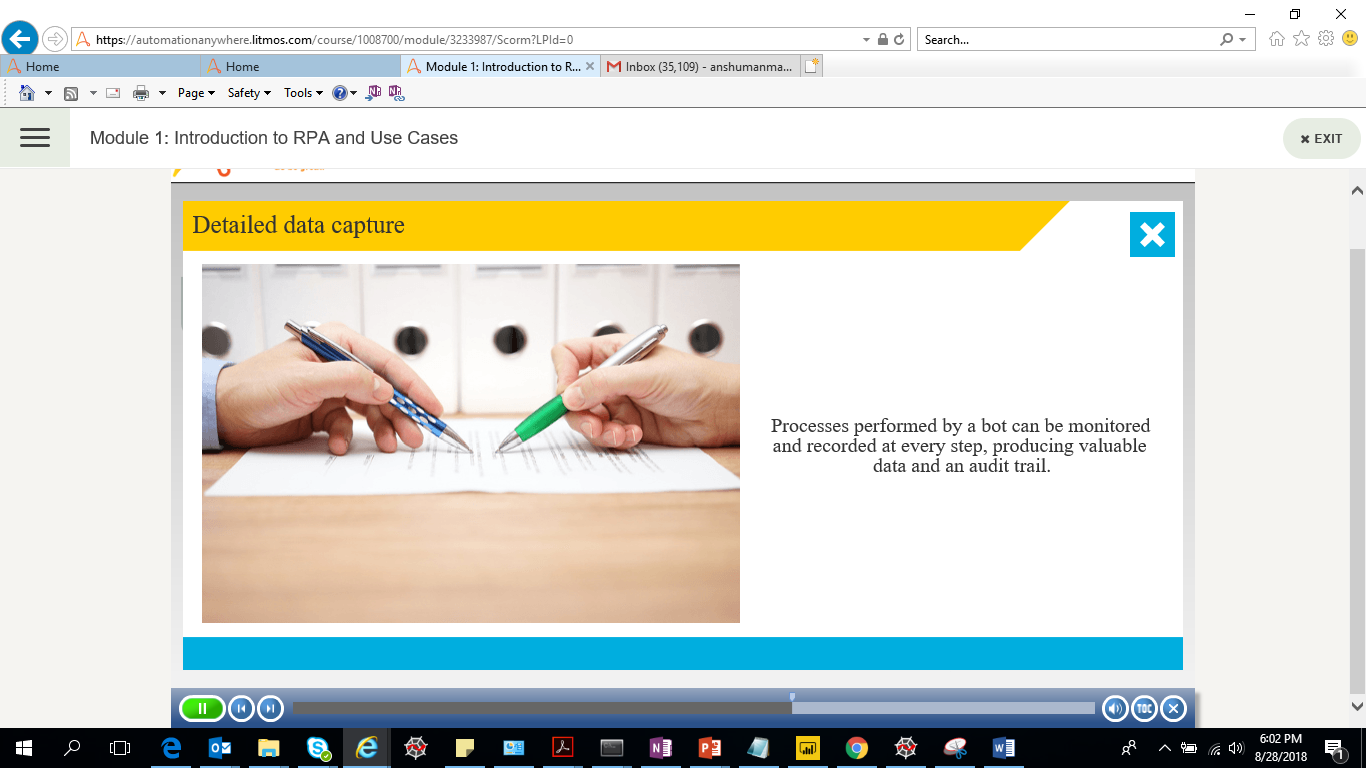 https://automationanywhere.litmos.com/course/1008700/module/3233987/Scorm?LPId=0
Search...
Home
Home
Module 1: Introduction to R...
Inbox (35,109) - anshumanma...
Page
Safety
Tools
Module 1: Introduction to RPA and Use Cases
EXIT
Detailed data capture
Processes performed by a bot can be monitored
and recorded at every step, producing valuable
data and an audit trail.
TOC
6:02 PM
8/28/2018
1